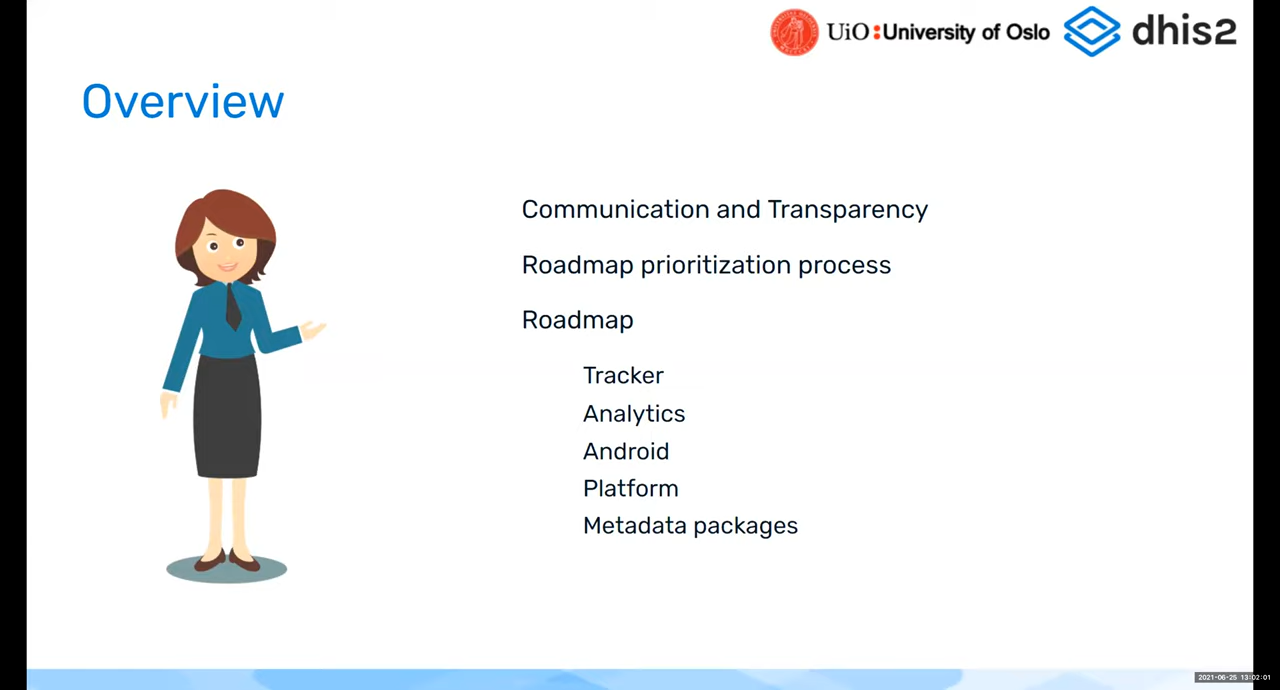 UiO:University of Oslo
dhis2
Overview
Communication and Transparency
Roadmap prioritization process
Roadmap
Tracker
Analytics
Android
Platform
Metadata packages
2021-06-25 13:02:01